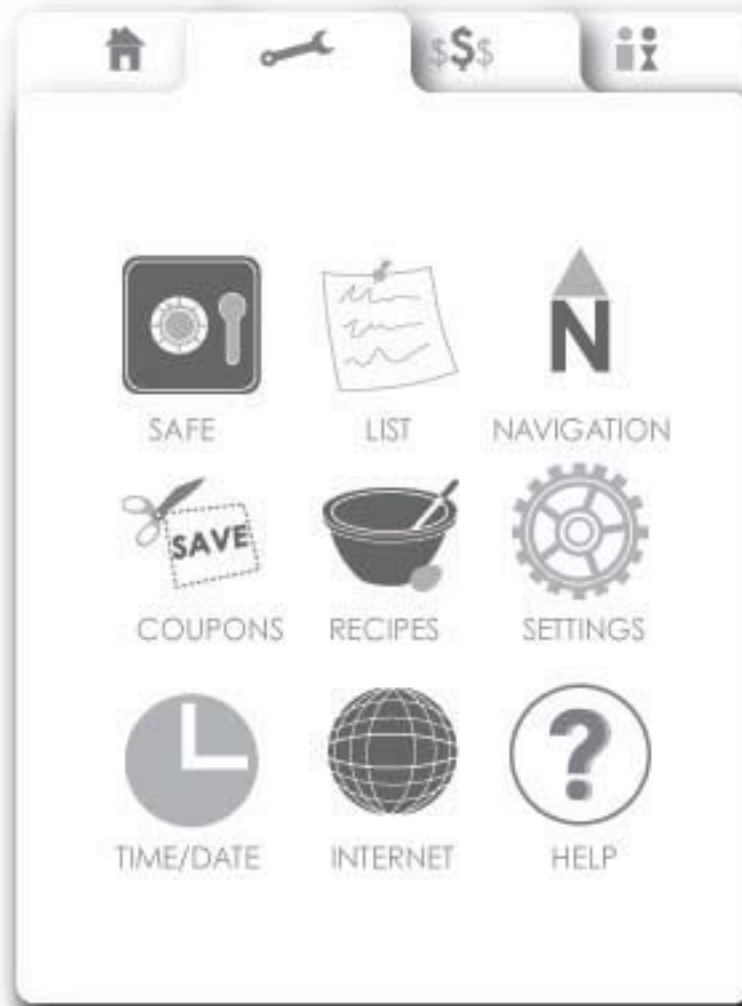 $$$
N
SAFE LIST NAVIGATION
SAVE
COUPONS RECIPES SETTINGS
?
TIME/DATE INTERNET HELP